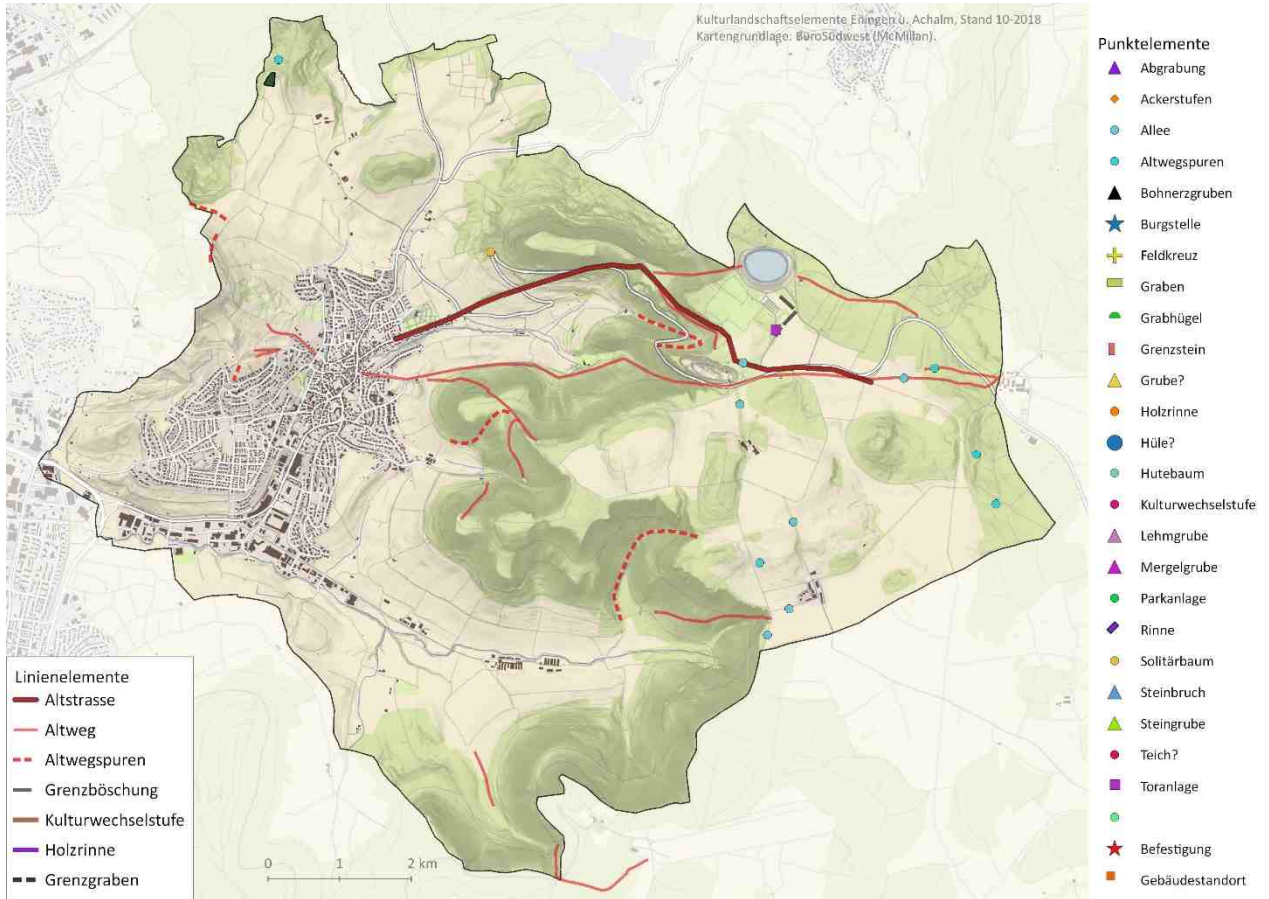 Kulturlandschaftselemente Eningen u. Achalm, Stand 10-2018
Kartengrundlage: BüroSüdwest (McMillan).
Punktelemente
Abgrabung
Ackerstufen
Allee
Altwegspuren
Bohnerzgruben
Burgstelle
Feldkreuz
Graben
Grabhügel
Grenzstein
Grube?
Holzrinne
Hüle?
Hutebaum
Kulturwechselstufe
Lehmgrube
Mergelgrube
Parkanlage
Rinne
Solitärbaum
Steinbruch
Steingrube
Teich?
Toranlage
Befestigung
Gebäudestandort
Linienelemente
Altstrasse
Altweg
Altwegspuren
Grenzböschung
Kulturwechselstufe
Holzrinne
Grenzgraben
0 1 2 km